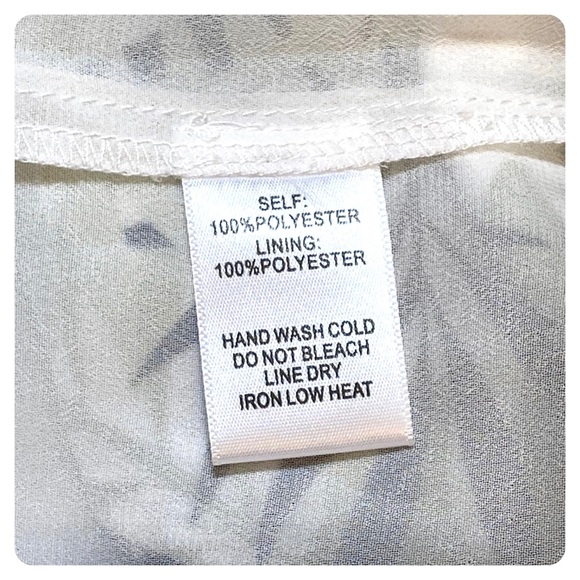 SELF:
100%POLYESTER
LINING:
100%POLYESTER
HAND WASH COLD
DO NOT BLEACH
LINE DRY
IRON LOW HEAT